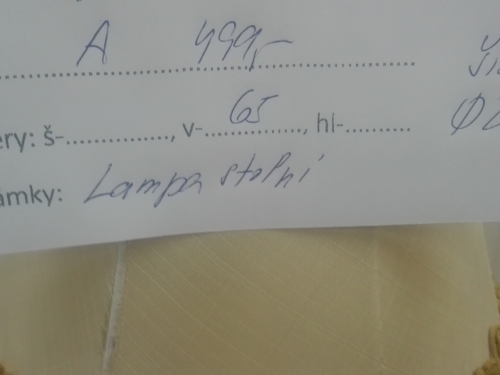 A 499,-
ery: š-............, v-65, hl-............
ámky: Lampa stolní